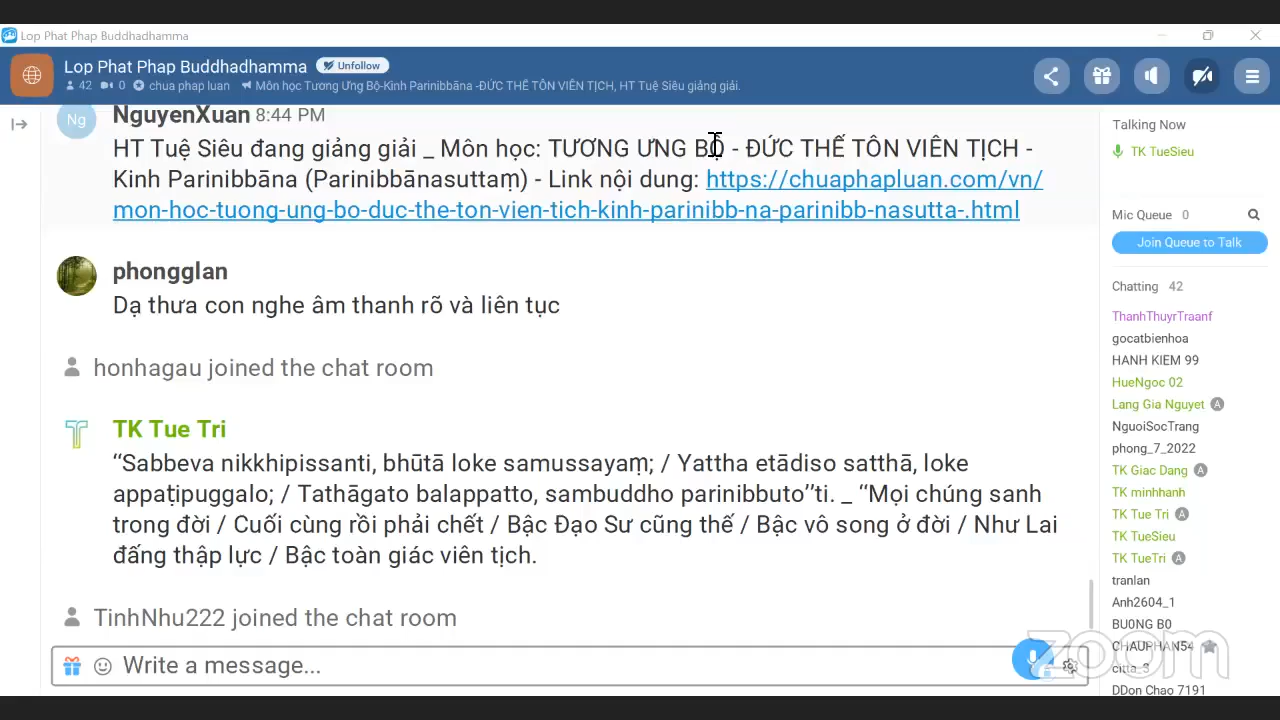 Lop Phat Phap Buddhadhamma
Lop Phat Phap Buddhadhamma Unfollow
42 0 chua phap luan Môn học Tương Ưng Bộ-Kinh Parinibbāna -ĐỨC THẾ TÔN VIÊN TỊCH, HT Tuệ Siêu giảng giải.
Ng NguyenXuan 8:44 PM
HT Tuệ Siêu đang giảng giải _ Môn học: TƯƠNG ƯNG BỘ - ĐỨC THẾ TÔN VIÊN TỊCH -
Kinh Parinibbāna (Parinibbānasuttaṃ) - Link nội dung: https://chuaphapluan.com/vn/
mon-hoc-tuong-ung-bo-duc-the-ton-vien-tich-kinh-parinibb-na-parinibb-nasutta-.html
phongglan
Dạ thưa con nghe âm thanh rõ và liên tục
honhagau joined the chat room
T TK Tue Tri
“Sabbeva nikkhipissanti, bhūtā loke samussayaṃ; / Yattha etādiso satthā, loke
appaṭipuggalo; / Tathāgato balappatto, sambuddho parinibbuto’’ti. _ “Mọi chúng sanh
trong đời / Cuối cùng rồi phải chết / Bậc Đạo Sư cũng thế / Bậc vô song ở đời / Như Lai
đấng thập lực / Bậc toàn giác viên tịch.
TinhNhu222 joined the chat room
Write a message...
Talking Now
TK TueSieu
Mic Queue 0
Join Queue to Talk
Chatting 42
ThanhThuyrTraanf
gocatbienhoa
HANH KIEM 99
HueNgoc 02
Lang Gia Nguyet A
NguoiSocTrang
phong_7_2022
TK Giac Dang A
TK minhhanh
TK Tue Tri A
TK TueSieu
TK TueTri A
tranlan
Anh2604_1
BU0NG B0
CHAUPHAN54
citta_3
DDon Chao 7191
zoom